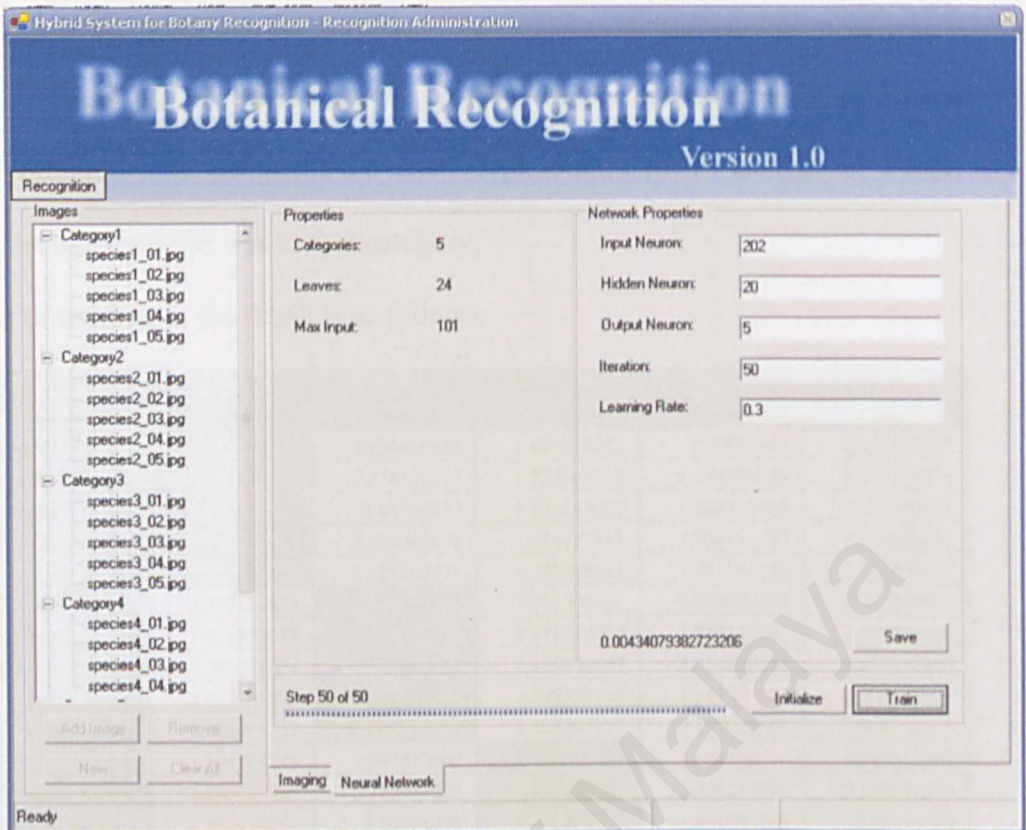 Hybrid System for Botany Recognition - Recognition Administration
Botanical Recognition
Botanical Recognition
Version 1.0
Recognition
Images
Category1
species1_01.jpg
species1_02.jpg
species1_03.jpg
species1_04.jpg
species1_05.jpg
Category2
species2_01.jpg
species2_02.jpg
species2_03.jpg
species2_04.jpg
species2_05.jpg
Category3
species3_01.jpg
species3_02.jpg
species3_03.jpg
species3_04.jpg
species3_05.jpg
Category4
species4_01.jpg
species4_02.jpg
species4_03.jpg
species4_04.jpg
Add Image Remove
New Clear All
Properties
Categories: 5
Leaves: 24
Max Input: 101
Network Properties
Input Neuron: 202
Hidden Neuron: 20
Output Neuron: 5
Iteration: 50
Learning Rate: 0.3
0.00434079382723206 Save
Step 50 of 50 Initialize Train
Imaging Neural Network
Ready
Malaya